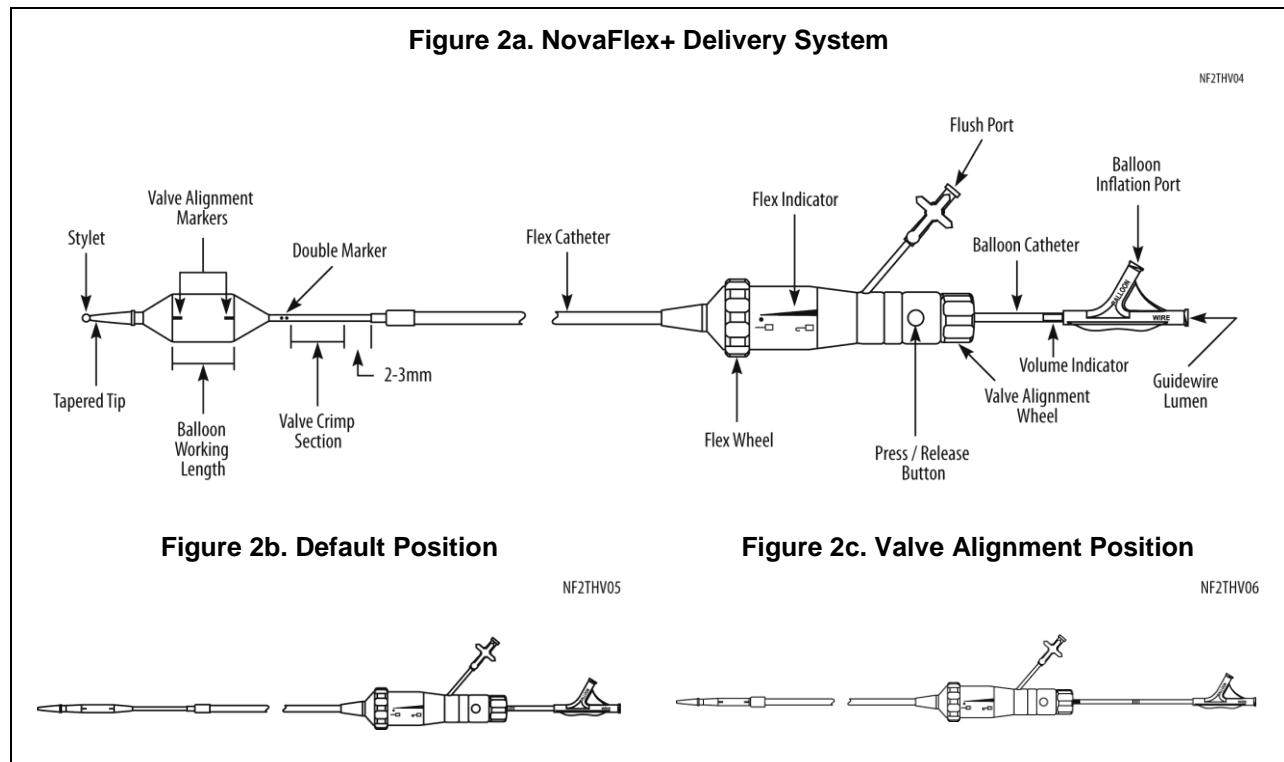 Figure 2a. NovaFlex+ Delivery System
NF2THV04
Flush Port
Balloon
Inflation Port
Valve Alignment
Markers
Flex Indicator
Stylet
Double Marker
Flex Catheter
Balloon Catheter
BALLOON
WIRE
2-3mm
Volume Indicator
Guidewire
Lumen
Tapered Tip
Valve Crimp
Section
Valve Alignment
Wheel
Balloon
Working
Length
Flex Wheel
Press / Release
Button
Figure 2b. Default Position
Figure 2c. Valve Alignment Position
NF2THV05
NF2THV06